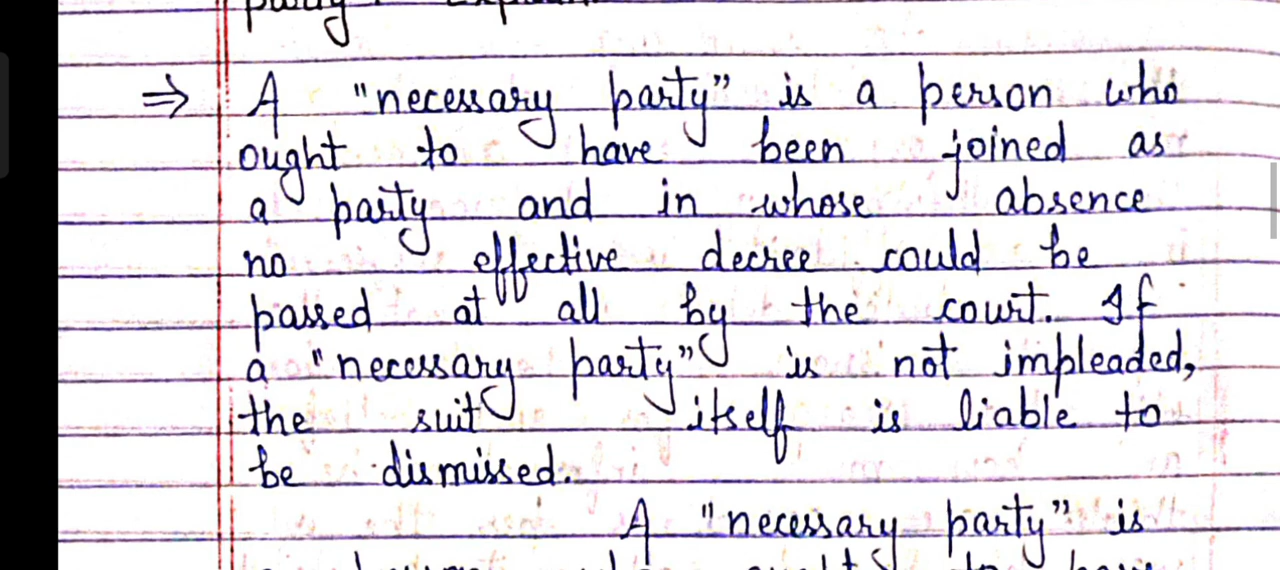 party
⇒ A "necessary party" is a person who
ought to have been joined as
a party and in whose absence
no effective decree could be
passed at all by the court. If
a "necessary party" is not impleaded,
the suit itself is liable to
be dismissed.
A "necessary party" is